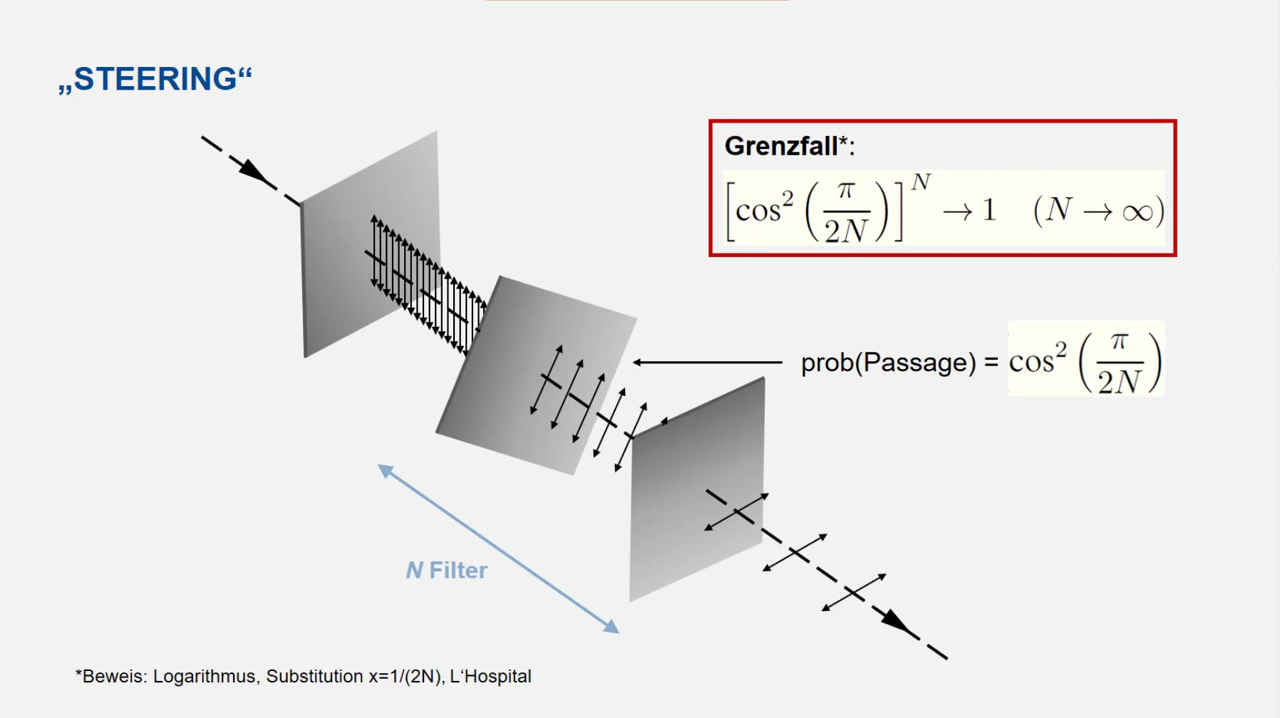 „STEERING“
Grenzfall*:
[cos² (π/2N)]^N → 1 (N → ∞)
prob(Passage) = cos² (π/2N)
N Filter
*Beweis: Logarithmus, Substitution x=1/(2N), L‘Hospital